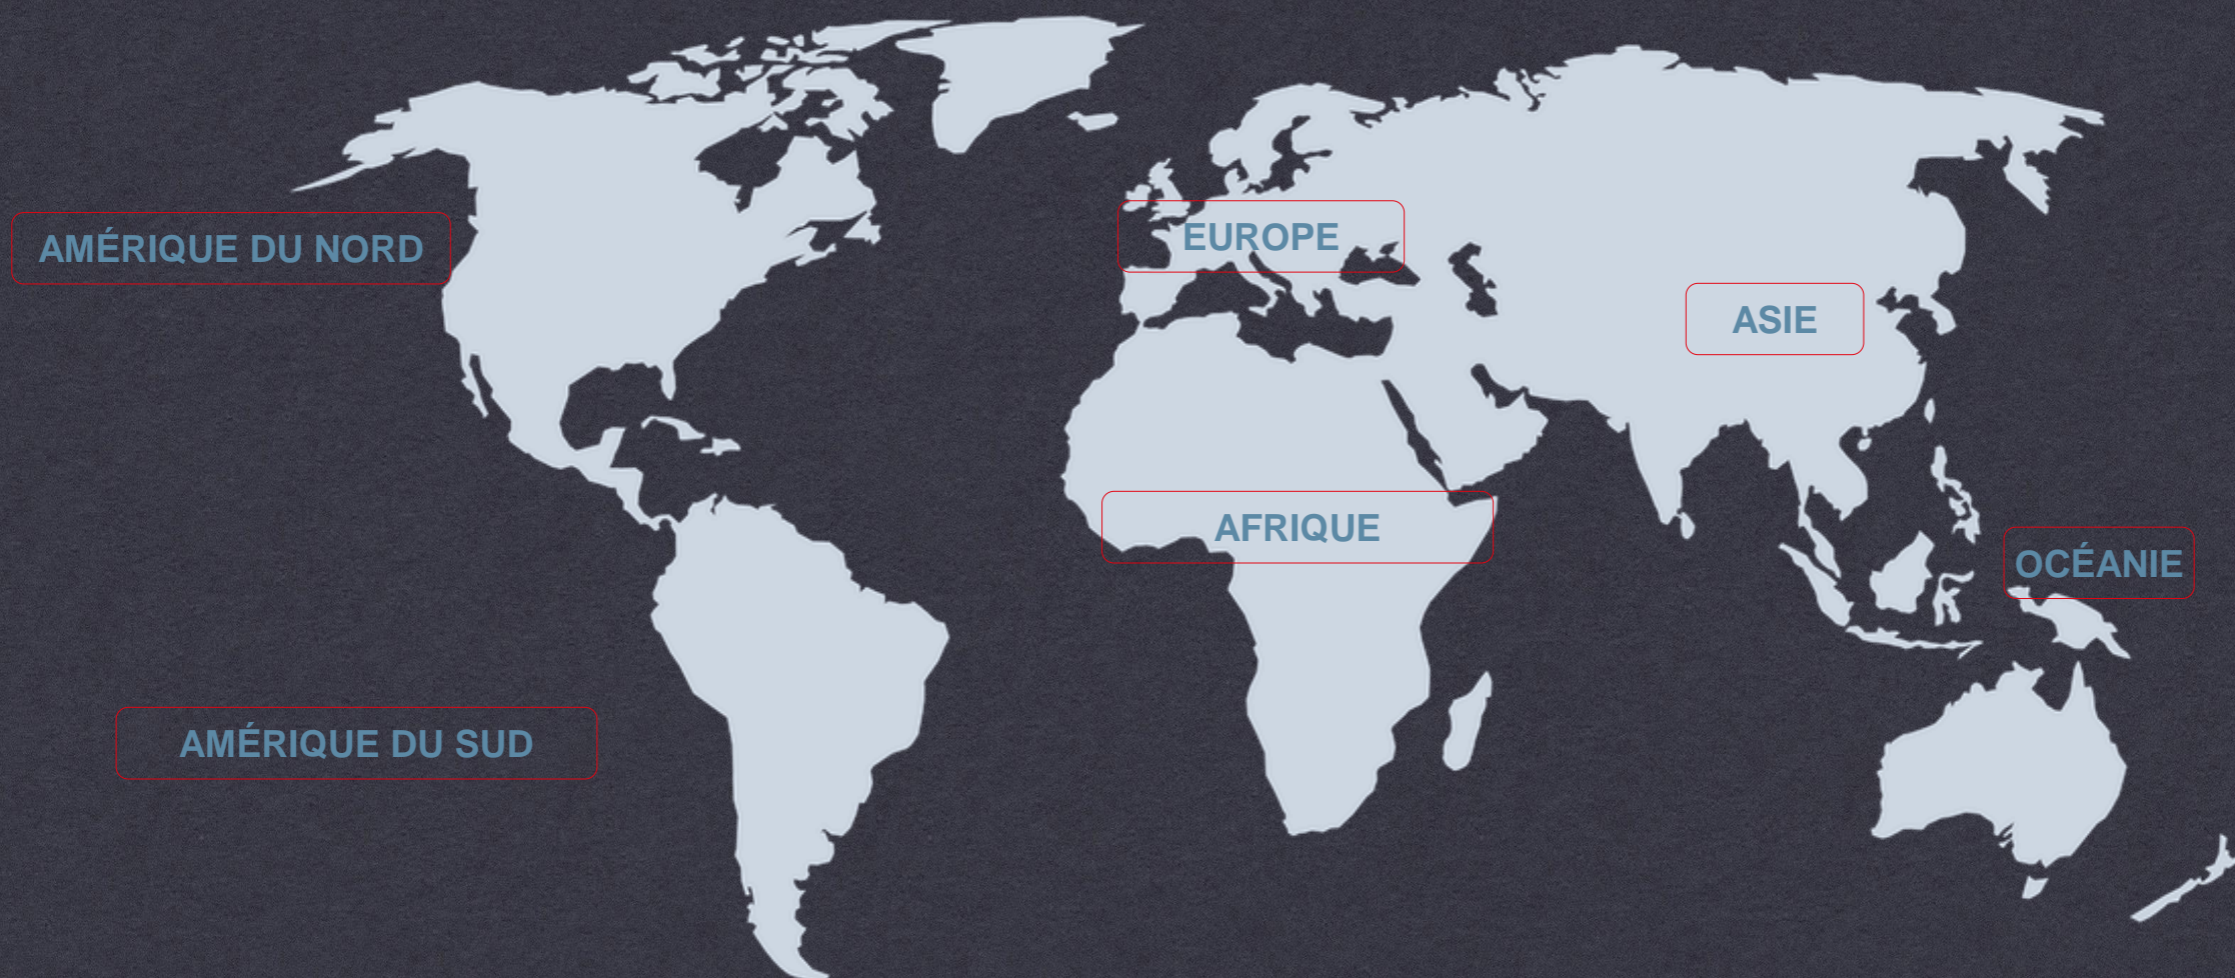 AMÉRIQUE DU NORD
EUROPE
ASIE
AFRIQUE
OCÉANIE
AMÉRIQUE DU SUD